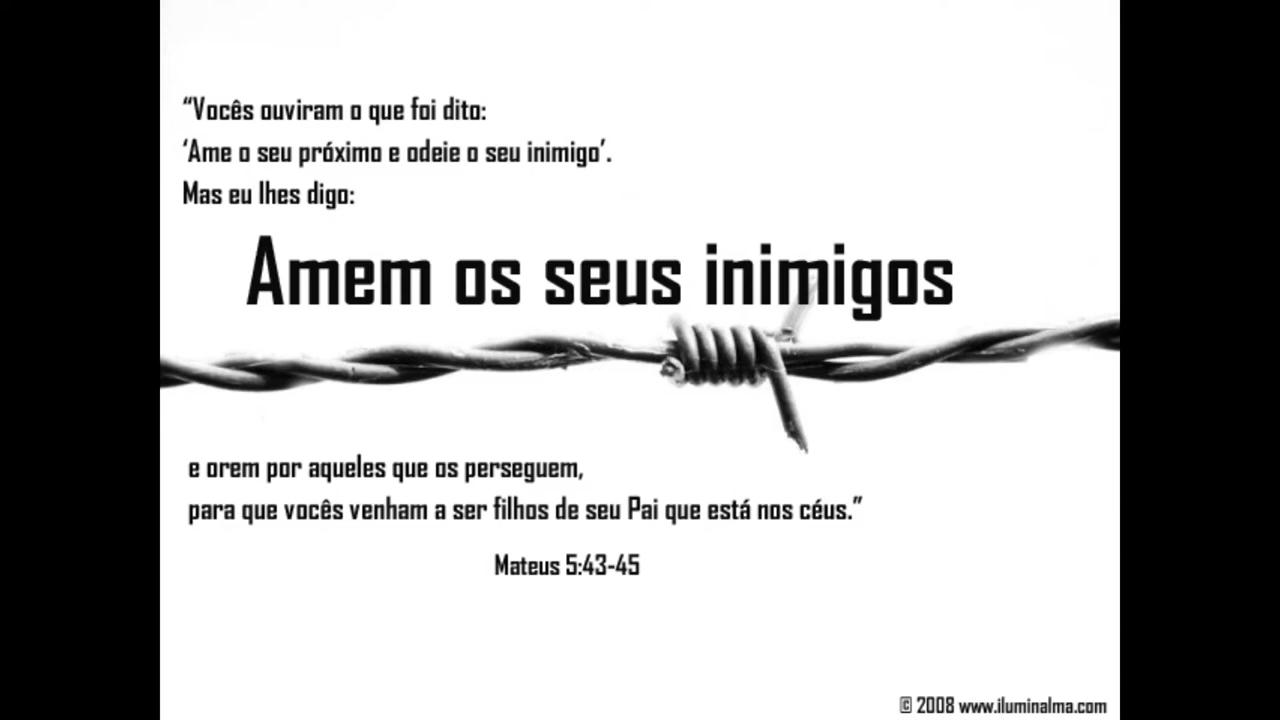 “Vocês ouviram o que foi dito:
‘Ame o seu próximo e odeie o seu inimigo’.
Mas eu lhes digo:
Amem os seus inimigos
e orem por aqueles que os perseguem,
para que vocês venham a ser filhos de seu Pai que está nos céus.”
Mateus 5:43-45
© 2008 www.iluminalma.com